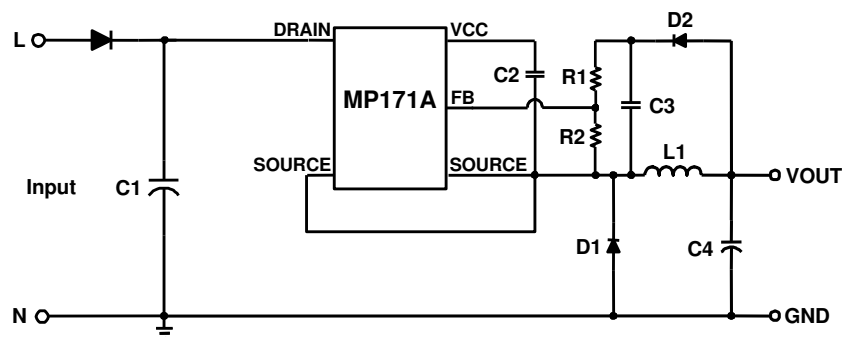 D2
L
DRAIN
VCC
C2
R1
MP171A
FB
C3
R2
L1
SOURCE
SOURCE
VOUT
Input
C1
D1
C4
N
GND